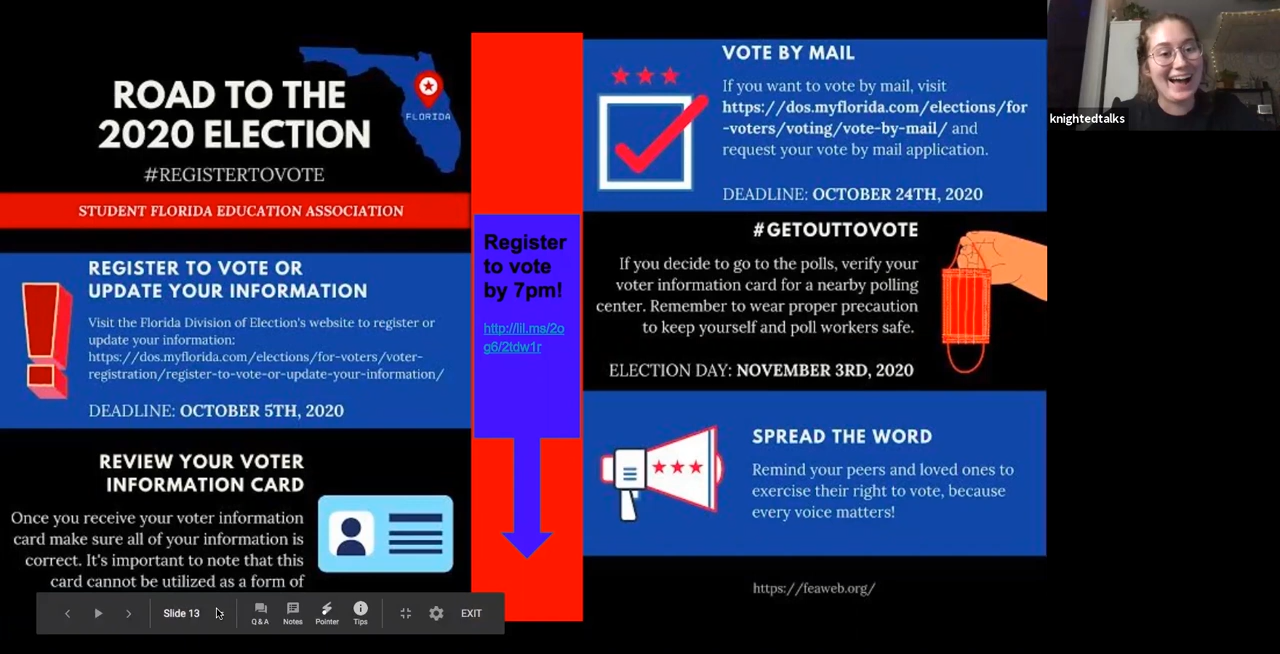 ROAD TO THE
2020 ELECTION
#REGISTERTOVOTE
FLORIDA
STUDENT FLORIDA EDUCATION ASSOCIATION
REGISTER TO VOTE OR
UPDATE YOUR INFORMATION
Visit the Florida Division of Election's website to register or
update your information:
https://dos.myflorida.com/elections/for-voters/voter-
registration/register-to-vote-or-update-your-information/
DEADLINE: OCTOBER 5TH, 2020
REVIEW YOUR VOTER
INFORMATION CARD
Once you receive your voter information
card make sure all of your information is
correct. It's important to note that this
card cannot be utilized as a form of
Register
to vote
by 7pm!
http://lil.ms/2o
g6/2tdw1r
VOTE BY MAIL
If you want to vote by mail, visit
https://dos.myflorida.com/elections/for
-voters/voting/vote-by-mail/ and
request your vote by mail application.
DEADLINE: OCTOBER 24TH, 2020
#GETOUTTOVOTE
If you decide to go to the polls, verify your
voter information card for a nearby polling
center. Remember to wear proper precaution
to keep yourself and poll workers safe.
ELECTION DAY: NOVEMBER 3RD, 2020
SPREAD THE WORD
Remind your peers and loved ones to
exercise their right to vote, because
every voice matters!
https://feaweb.org/
knightedtalks
Slide 13
Q&A
Notes
Pointer
Tips
EXIT